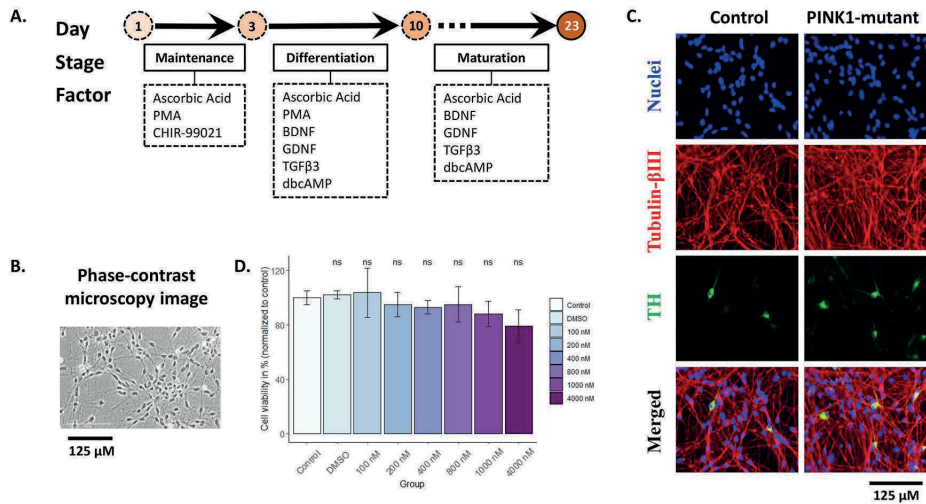 A.
Day
1
3
10
23
Stage
Maintenance
Differentiation
Maturation
Factor
Ascorbic Acid
PMA
CHIR-99021
Ascorbic Acid
PMA
BDNF
GDNF
TGFβ3
dbcAMP
Ascorbic Acid
BDNF
GDNF
TGFβ3
dbcAMP
B.
Phase-contrast
microscopy image
125 μM
C.
Control
PINK1-mutant
Nuclei
Tubulin-βIII
TH
Merged
125 μM
D.
ns ns ns ns ns ns ns
Cell viability in % (normalized to control)
120
80
40
0
Control
DMSO
100 nM
200 nM
400 nM
800 nM
1000 nM
4000 nM
Group
Control
DMSO
100 nM
200 nM
400 nM
800 nM
1000 nM
4000 nM